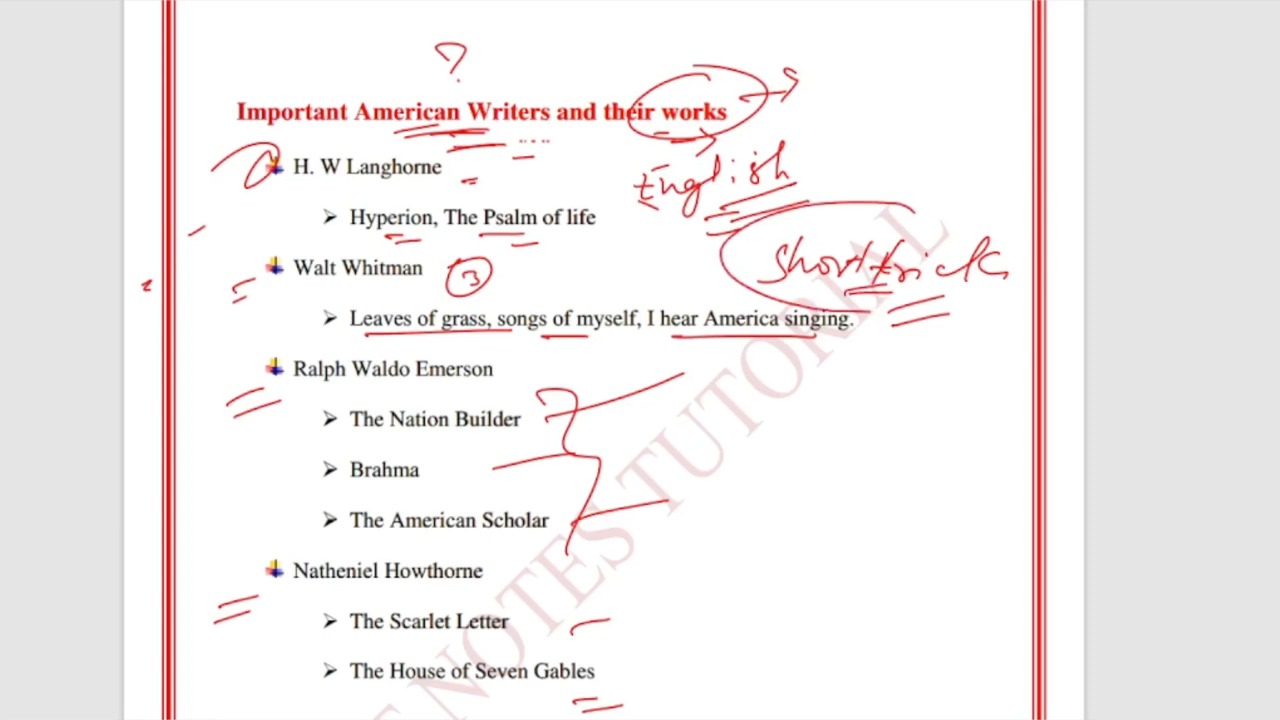 ?
Important American Writers and their works
H. W Langhorne
English
Hyperion, The Psalm of life
Short tricks
Walt Whitman
3
Leaves of grass, songs of myself, I hear America singing.
Ralph Waldo Emerson
The Nation Builder
Brahma
The American Scholar
Natheniel Howthorne
The Scarlet Letter
The House of Seven Gables
NOTES TUTORIAL